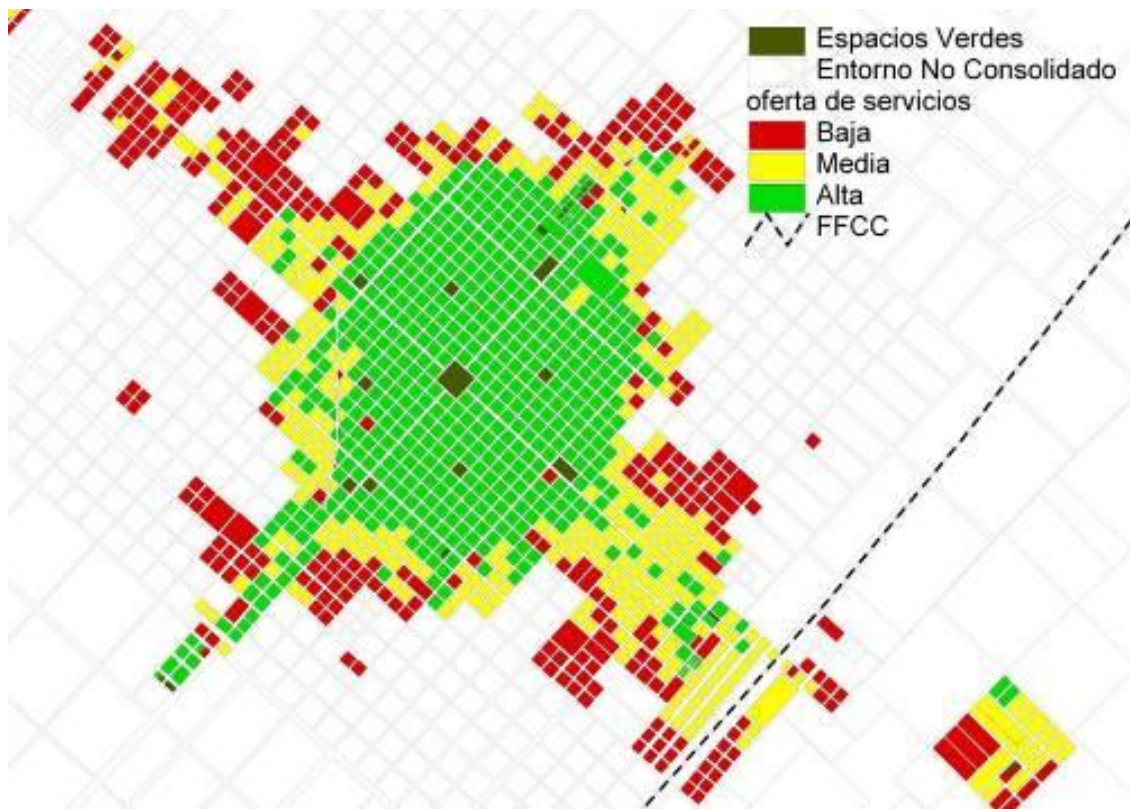 Espacios Verdes
Entorno No Consolidado
oferta de servicios
Baja
Media
Alta
FFCC